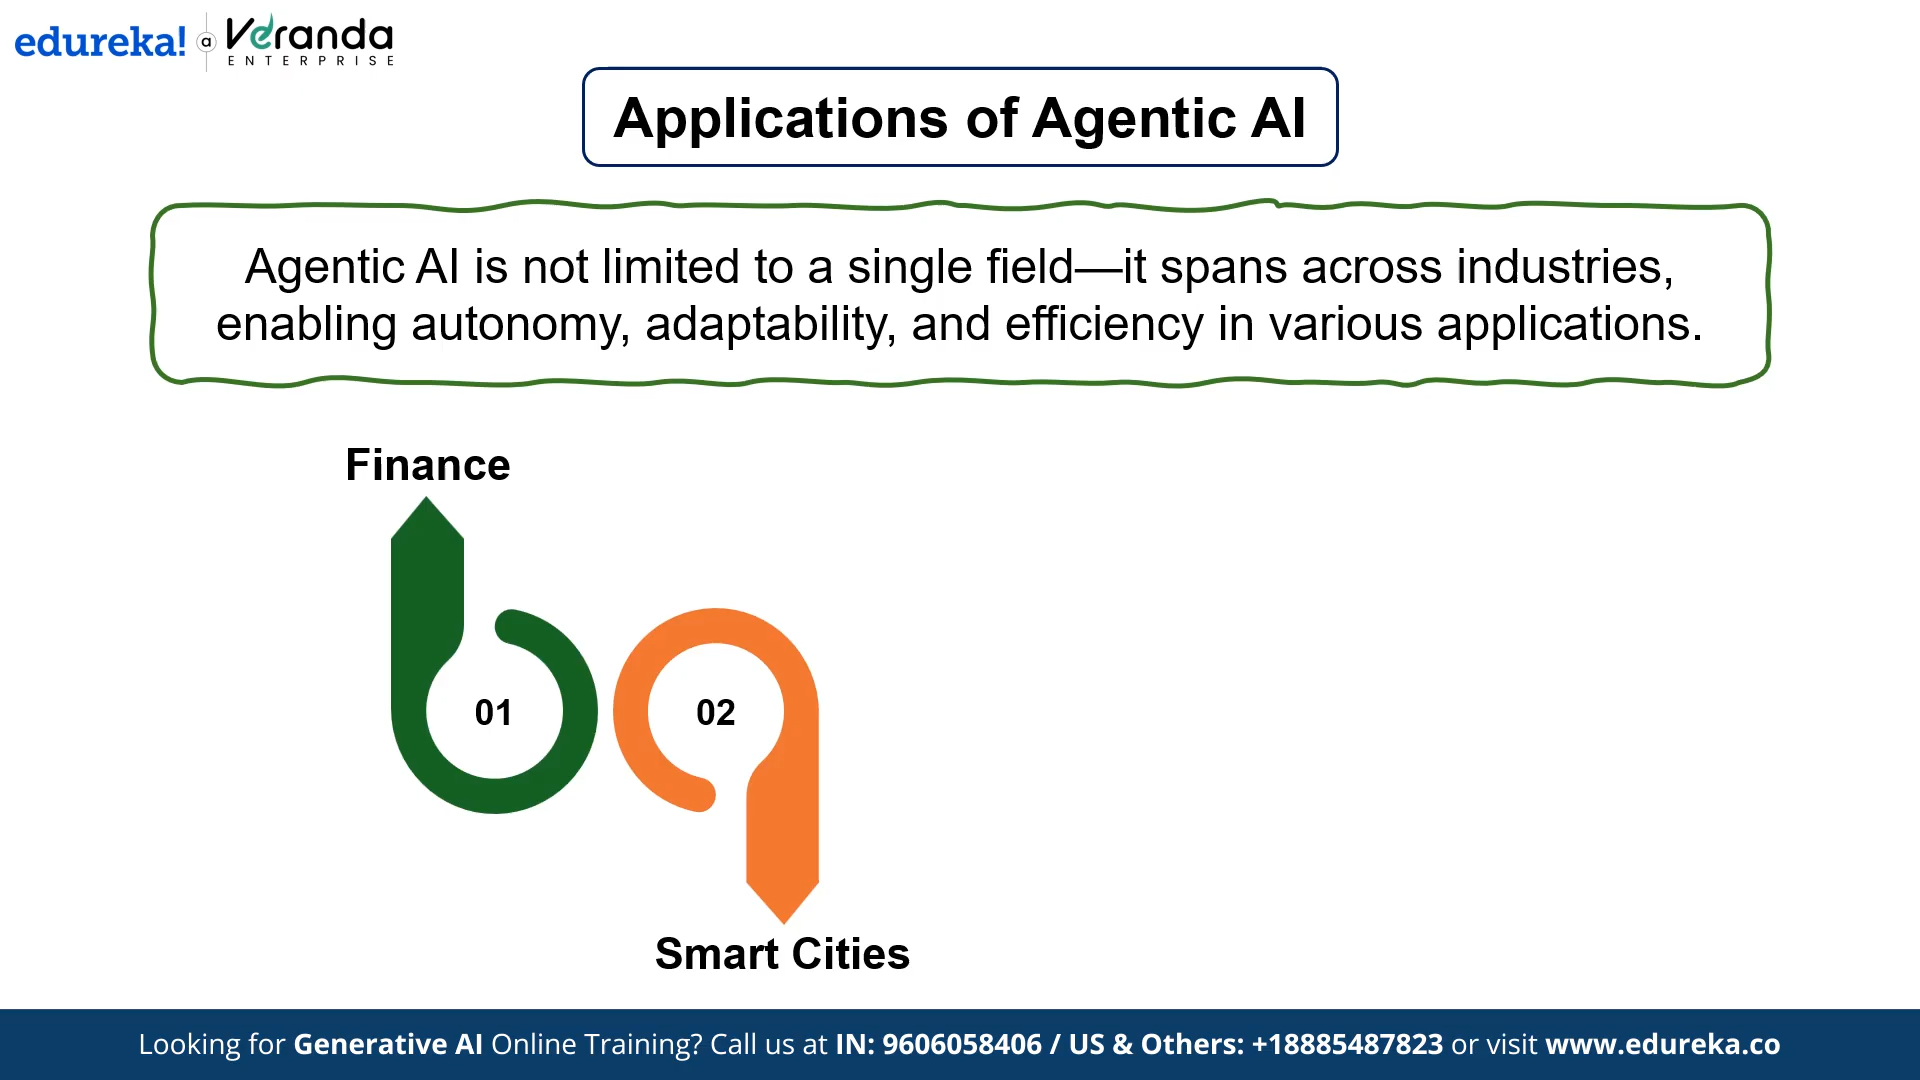 edureka! a Veranda
ENTERPRISE
Applications of Agentic AI
Agentic AI is not limited to a single field—it spans across industries,
enabling autonomy, adaptability, and efficiency in various applications.
Finance
01
02
Smart Cities
Looking for Generative AI Online Training? Call us at IN: 9606058406 / US & Others: +18885487823 or visit www.edureka.co